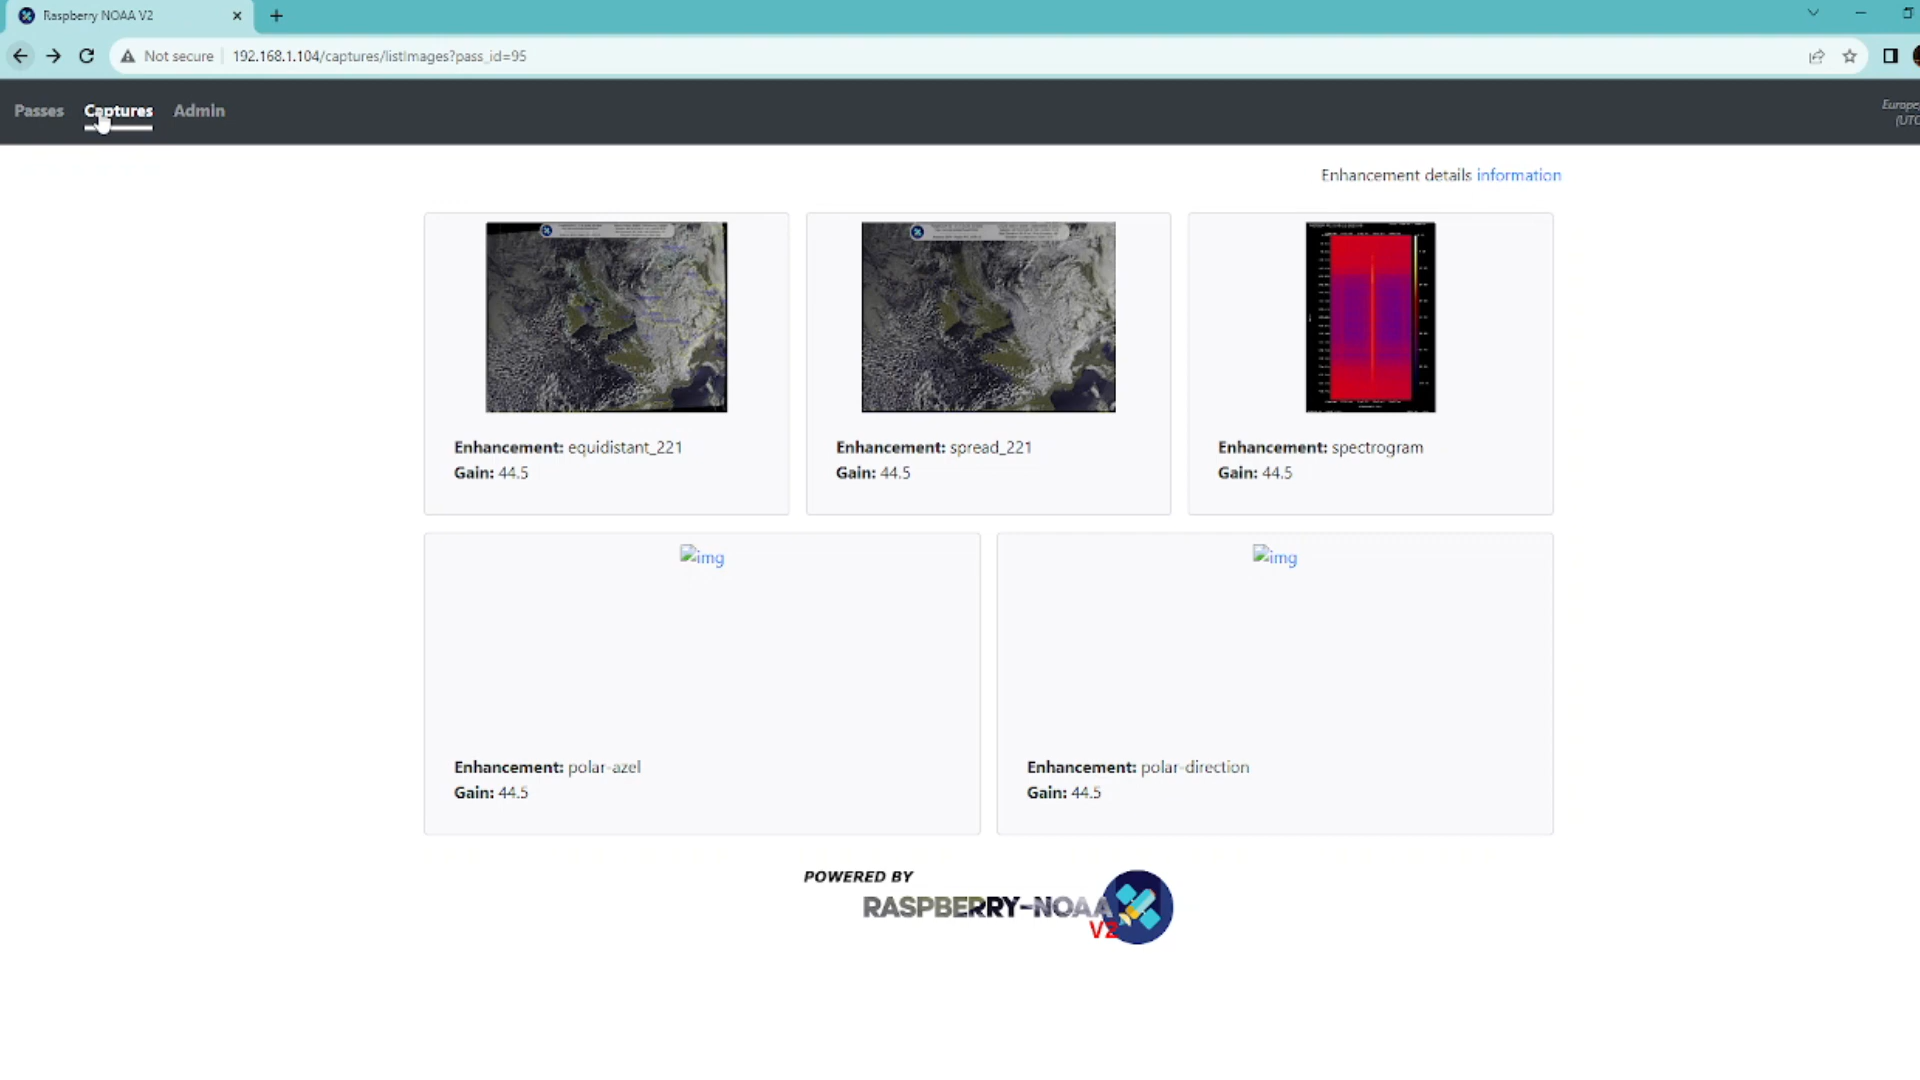 Raspberry NOAA V2
Not secure
192.168.1.104/captures/listImages?pass_id=95
Passes
Captures
Admin
Europe/
(UTC
Enhancement details information
Enhancement: equidistant_221
Gain: 44.5
Enhancement: spread_221
Gain: 44.5
Enhancement: spectrogram
Gain: 44.5
img
Enhancement: polar-azel
Gain: 44.5
img
Enhancement: polar-direction
Gain: 44.5
POWERED BY
RASPBERRY-NOAA
V2